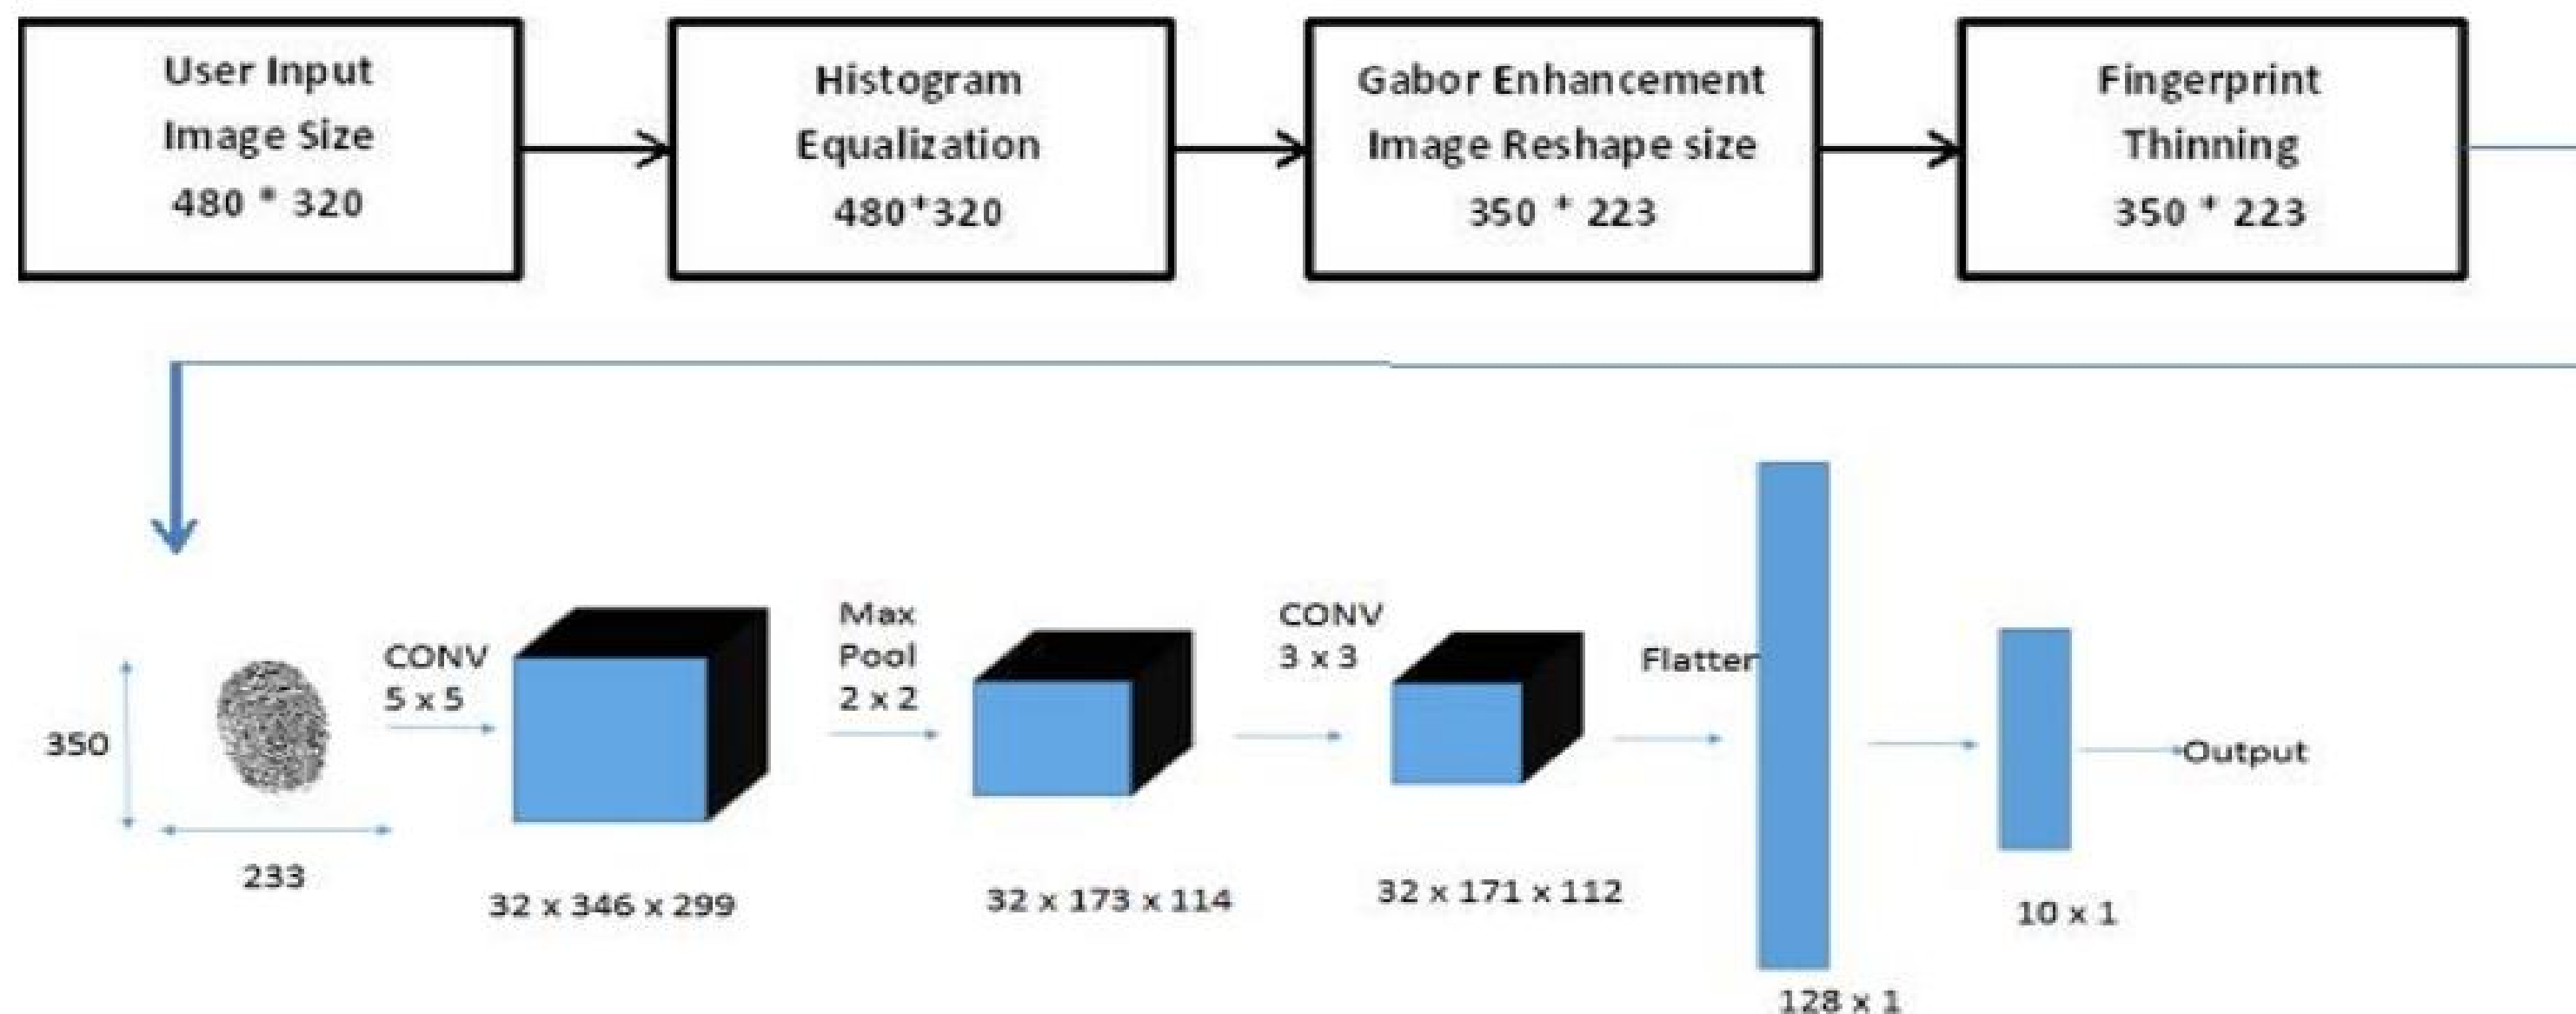 User Input
Image Size
480 * 320
Histogram
Equalization
480*320
Gabor Enhancement
Image Reshape size
350 * 223
Fingerprint
Thinning
350 * 223
350
233
CONV
5 x 5
32 x 346 x 299
Max
Pool
2 x 2
32 x 173 x 114
CONV
3 x 3
32 x 171 x 112
Flatter
128 x 1
10 x 1
Output